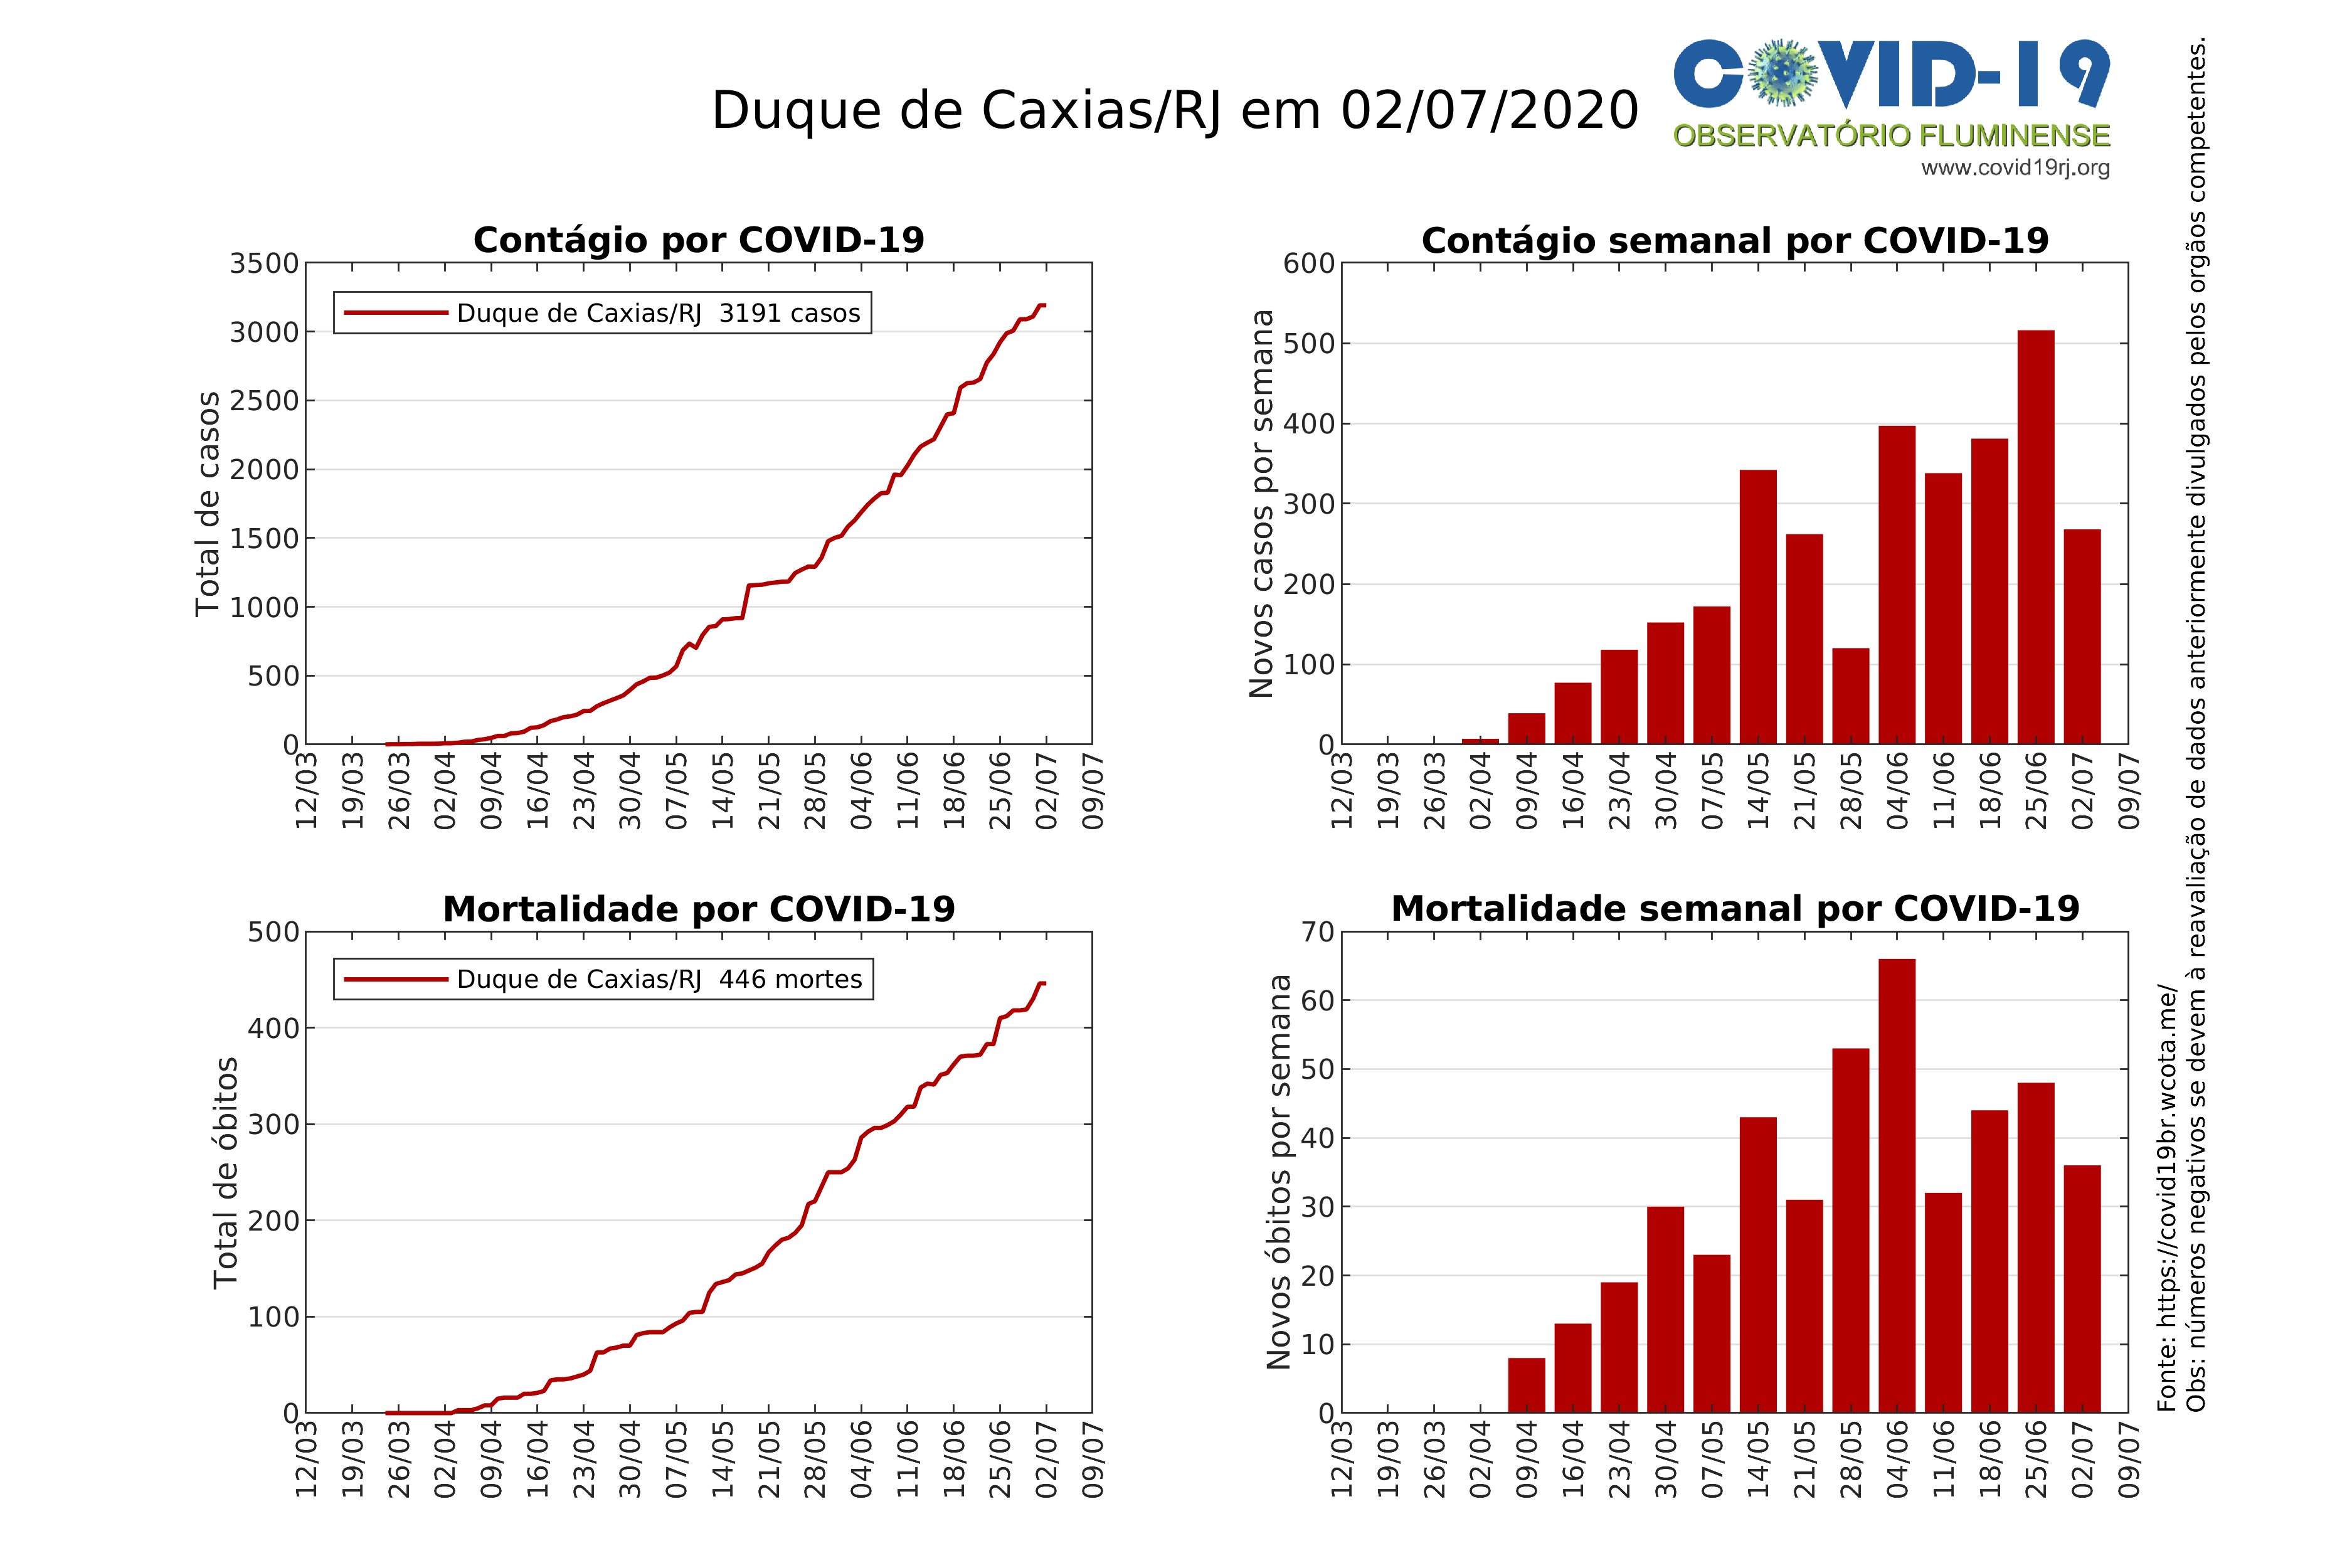 Duque de Caxias/RJ em 02/07/2020
COVID-19
OBSERVATÓRIO FLUMINENSE
www.covid19rj.org
Contágio por COVID-19
Total de casos
3500
3000
2500
2000
1500
1000
500
0
Duque de Caxias/RJ 3191 casos
12/03 19/03 26/03 02/04 09/04 16/04 23/04 30/04 07/05 14/05 21/05 28/05 04/06 11/06 18/06 25/06 02/07 09/07
Contágio semanal por COVID-19
Novos casos por semana
600
500
400
300
200
100
0
12/03 19/03 26/03 02/04 09/04 16/04 23/04 30/04 07/05 14/05 21/05 28/05 04/06 11/06 18/06 25/06 02/07 09/07
Mortalidade por COVID-19
Total de óbitos
500
400
300
200
100
0
Duque de Caxias/RJ 446 mortes
12/03 19/03 26/03 02/04 09/04 16/04 23/04 30/04 07/05 14/05 21/05 28/05 04/06 11/06 18/06 25/06 02/07 09/07
Mortalidade semanal por COVID-19
Novos óbitos por semana
70
60
50
40
30
20
10
0
12/03 19/03 26/03 02/04 09/04 16/04 23/04 30/04 07/05 14/05 21/05 28/05 04/06 11/06 18/06 25/06 02/07 09/07
Fonte: https://covid19br.wcota.me/
Obs: números negativos se devem à reavaliação de dados anteriormente divulgados pelos orgãos competentes.